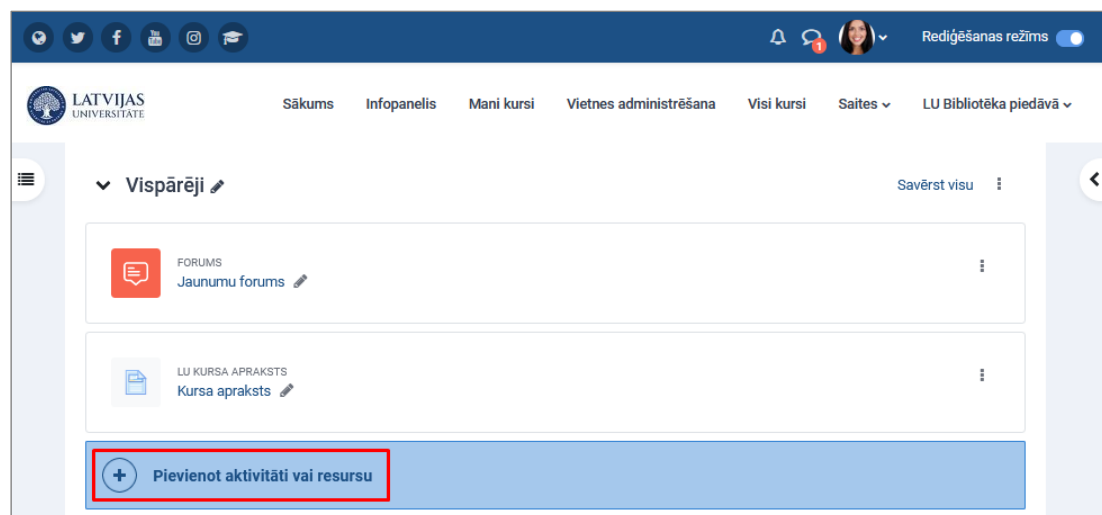 1
Rediģēšanas režīms
LATVIJAS
UNIVERSITĀTE
Sākums Infopanelis Mani kursi Vietnes administrēšana Visi kursi Saites LU Bibliotēka piedāvā
Vispārēji
Savērst visu
FORUMS
Jaunumu forums
LU KURSA APRAKSTS
Kursa apraksts
Pievienot aktivitāti vai resursu